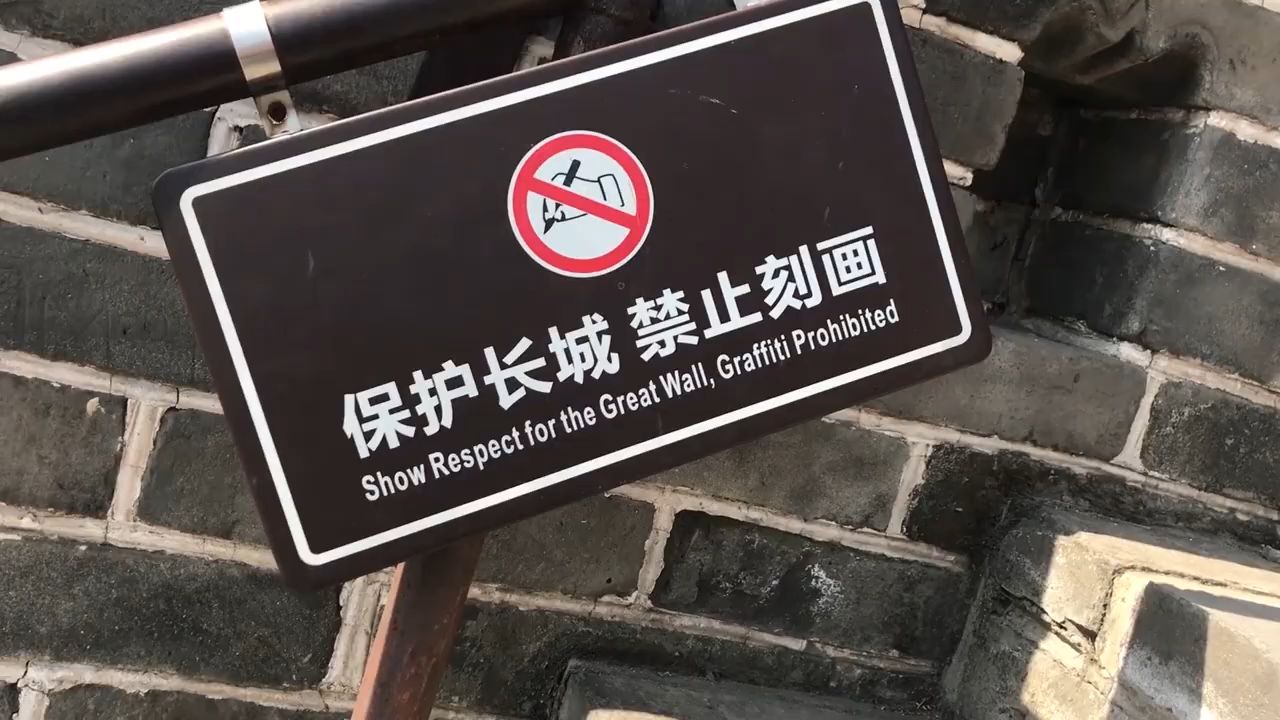 保护长城 禁止刻画
Show Respect for the Great Wall, Graffiti Prohibited